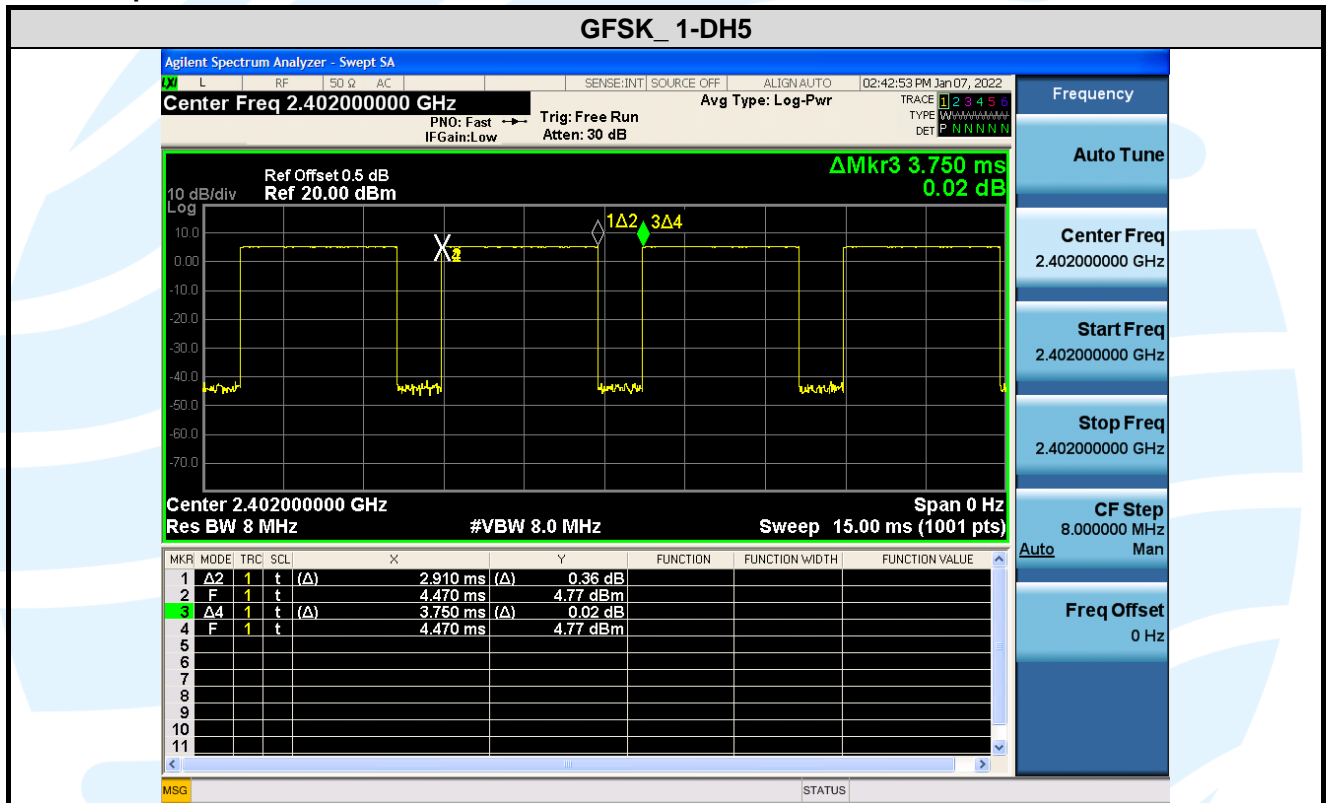 GFSK_ 1-DH5
Agilent Spectrum Analyzer - Swept SA
LXI L RF 50 Ω AC SENSE:INT SOURCE OFF ALIGN AUTO 02:42:53 PM Jan 07, 2022
Center Freq 2.402000000 GHz
PNO: Fast
IFGain:Low
Trig: Free Run
Atten: 30 dB
Avg Type: Log-Pwr
TRACE 1 2 3 4 5 6
TYPE WWWWWW
DET P N N N N N
Frequency
Auto Tune
Center Freq
2.402000000 GHz
Start Freq
2.402000000 GHz
Stop Freq
2.402000000 GHz
CF Step
8.000000 MHz
Auto Man
Freq Offset
0 Hz
ΔMkr3 3.750 ms
0.02 dB
Ref Offset 0.5 dB
10 dB/div Ref 20.00 dBm
Log
10.0
0.00
-10.0
-20.0
-30.0
-40.0
-50.0
-60.0
-70.0
1Δ2 3Δ4
Center 2.402000000 GHz Span 0 Hz
Res BW 8 MHz #VBW 8.0 MHz Sweep 15.00 ms (1001 pts)
MKR MODE TRC SCL X Y FUNCTION FUNCTION WIDTH FUNCTION VALUE
1 Δ2 1 t (Δ) 2.910 ms (Δ) 0.36 dB
2 F 1 t 4.470 ms 4.77 dBm
3 Δ4 1 t (Δ) 3.750 ms (Δ) 0.02 dB
4 F 1 t 4.470 ms 4.77 dBm
5
6
7
8
9
10
11
MSG STATUS